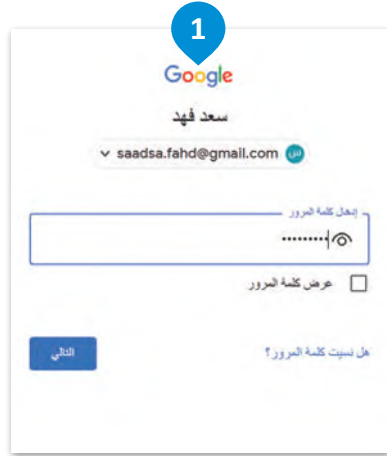 1
Google
سعد فهد
saadsa.fahd@gmail.com س
إدخال كلمة المرور
•••••••••
عرض كلمة المرور
هل نسيت كلمة المرور؟
التالي